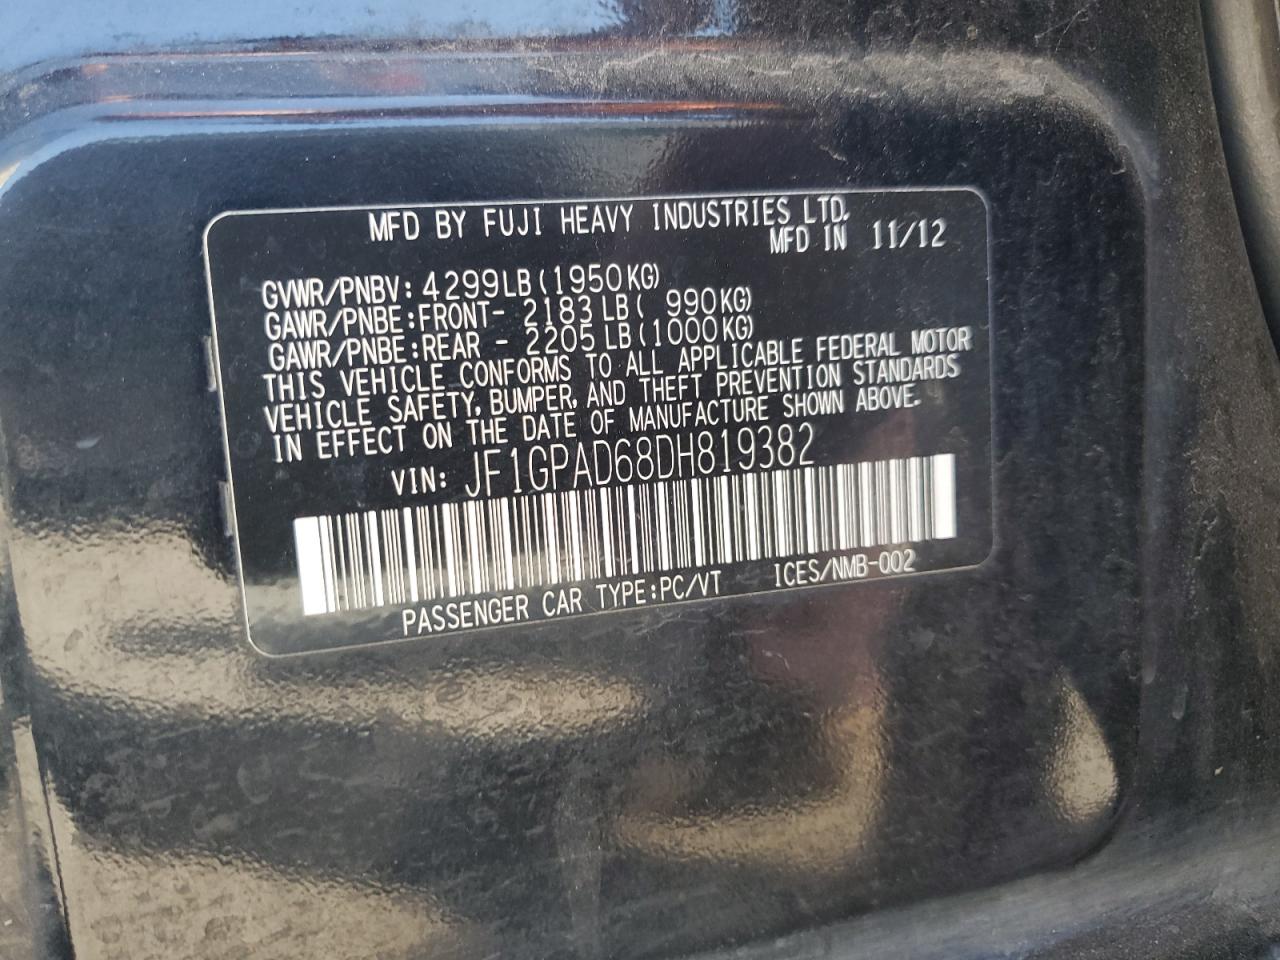 MFD BY FUJI HEAVY INDUSTRIES LTD.
MFD IN 11/12
GVWR/PNBV: 4299LB (1950KG)
GAWR/PNBE:FRONT- 2183 LB ( 990KG)
GAWR/PNBE:REAR - 2205 LB (1000KG)
THIS VEHICLE CONFORMS TO ALL APPLICABLE FEDERAL MOTOR
VEHICLE SAFETY, BUMPER, AND THEFT PREVENTION STANDARDS
IN EFFECT ON THE DATE OF MANUFACTURE SHOWN ABOVE.
VIN: JF1GPAD68DH819382
PASSENGER CAR TYPE:PC/VT ICES/NMB-002